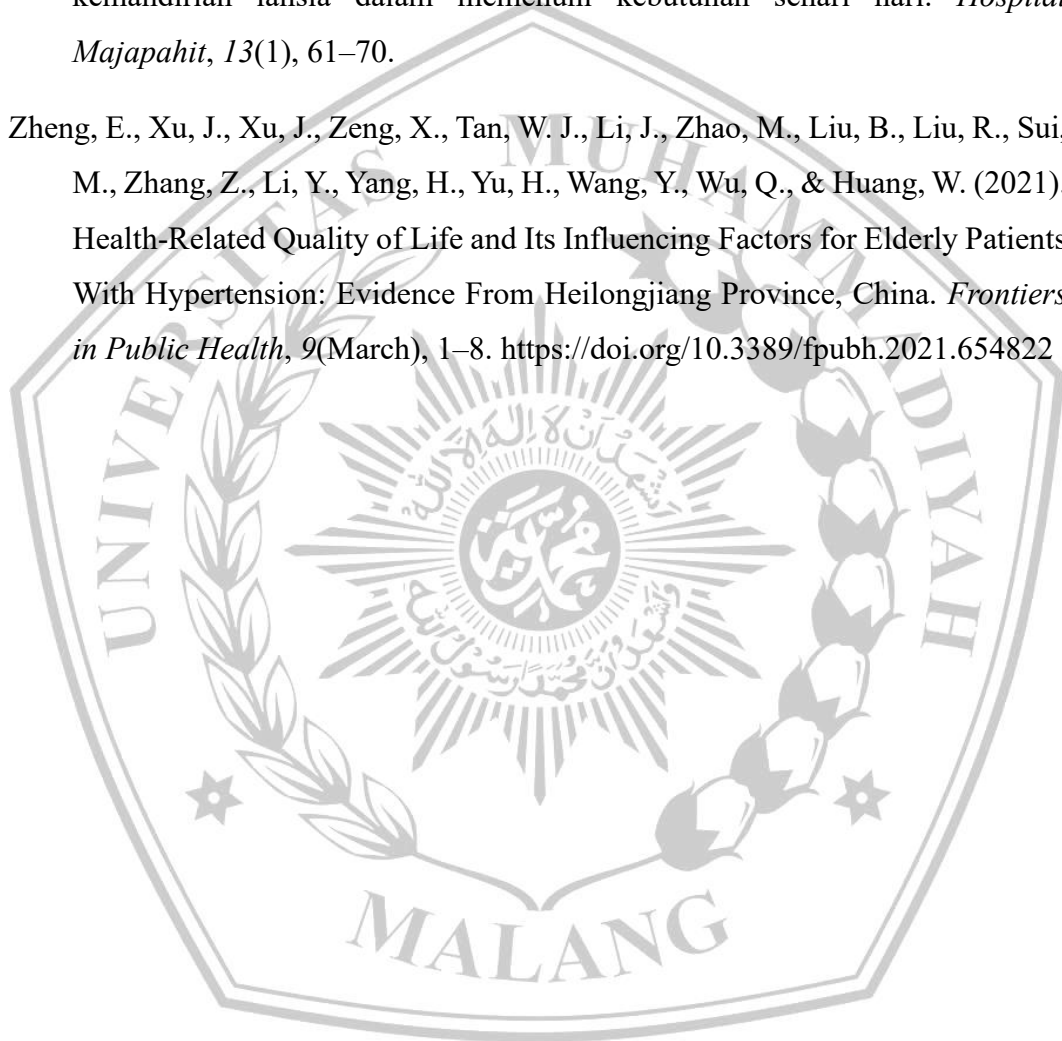 kemandirian lansia dalam memenuhi kebutuhan sehari hari. Hospital
Majapahit, 13(1), 61–70.
Zheng, E., Xu, J., Xu, J., Zeng, X., Tan, W. J., Li, J., Zhao, M., Liu, B., Liu, R., Sui,
M., Zhang, Z., Li, Y., Yang, H., Yu, H., Wang, Y., Wu, Q., & Huang, W. (2021).
Health-Related Quality of Life and Its Influencing Factors for Elderly Patients
With Hypertension: Evidence From Heilongjiang Province, China. Frontiers
in Public Health, 9(March), 1–8. https://doi.org/10.3389/fpubh.2021.654822
UNIVERSITAS MUHAMMADIYAH
MALANG